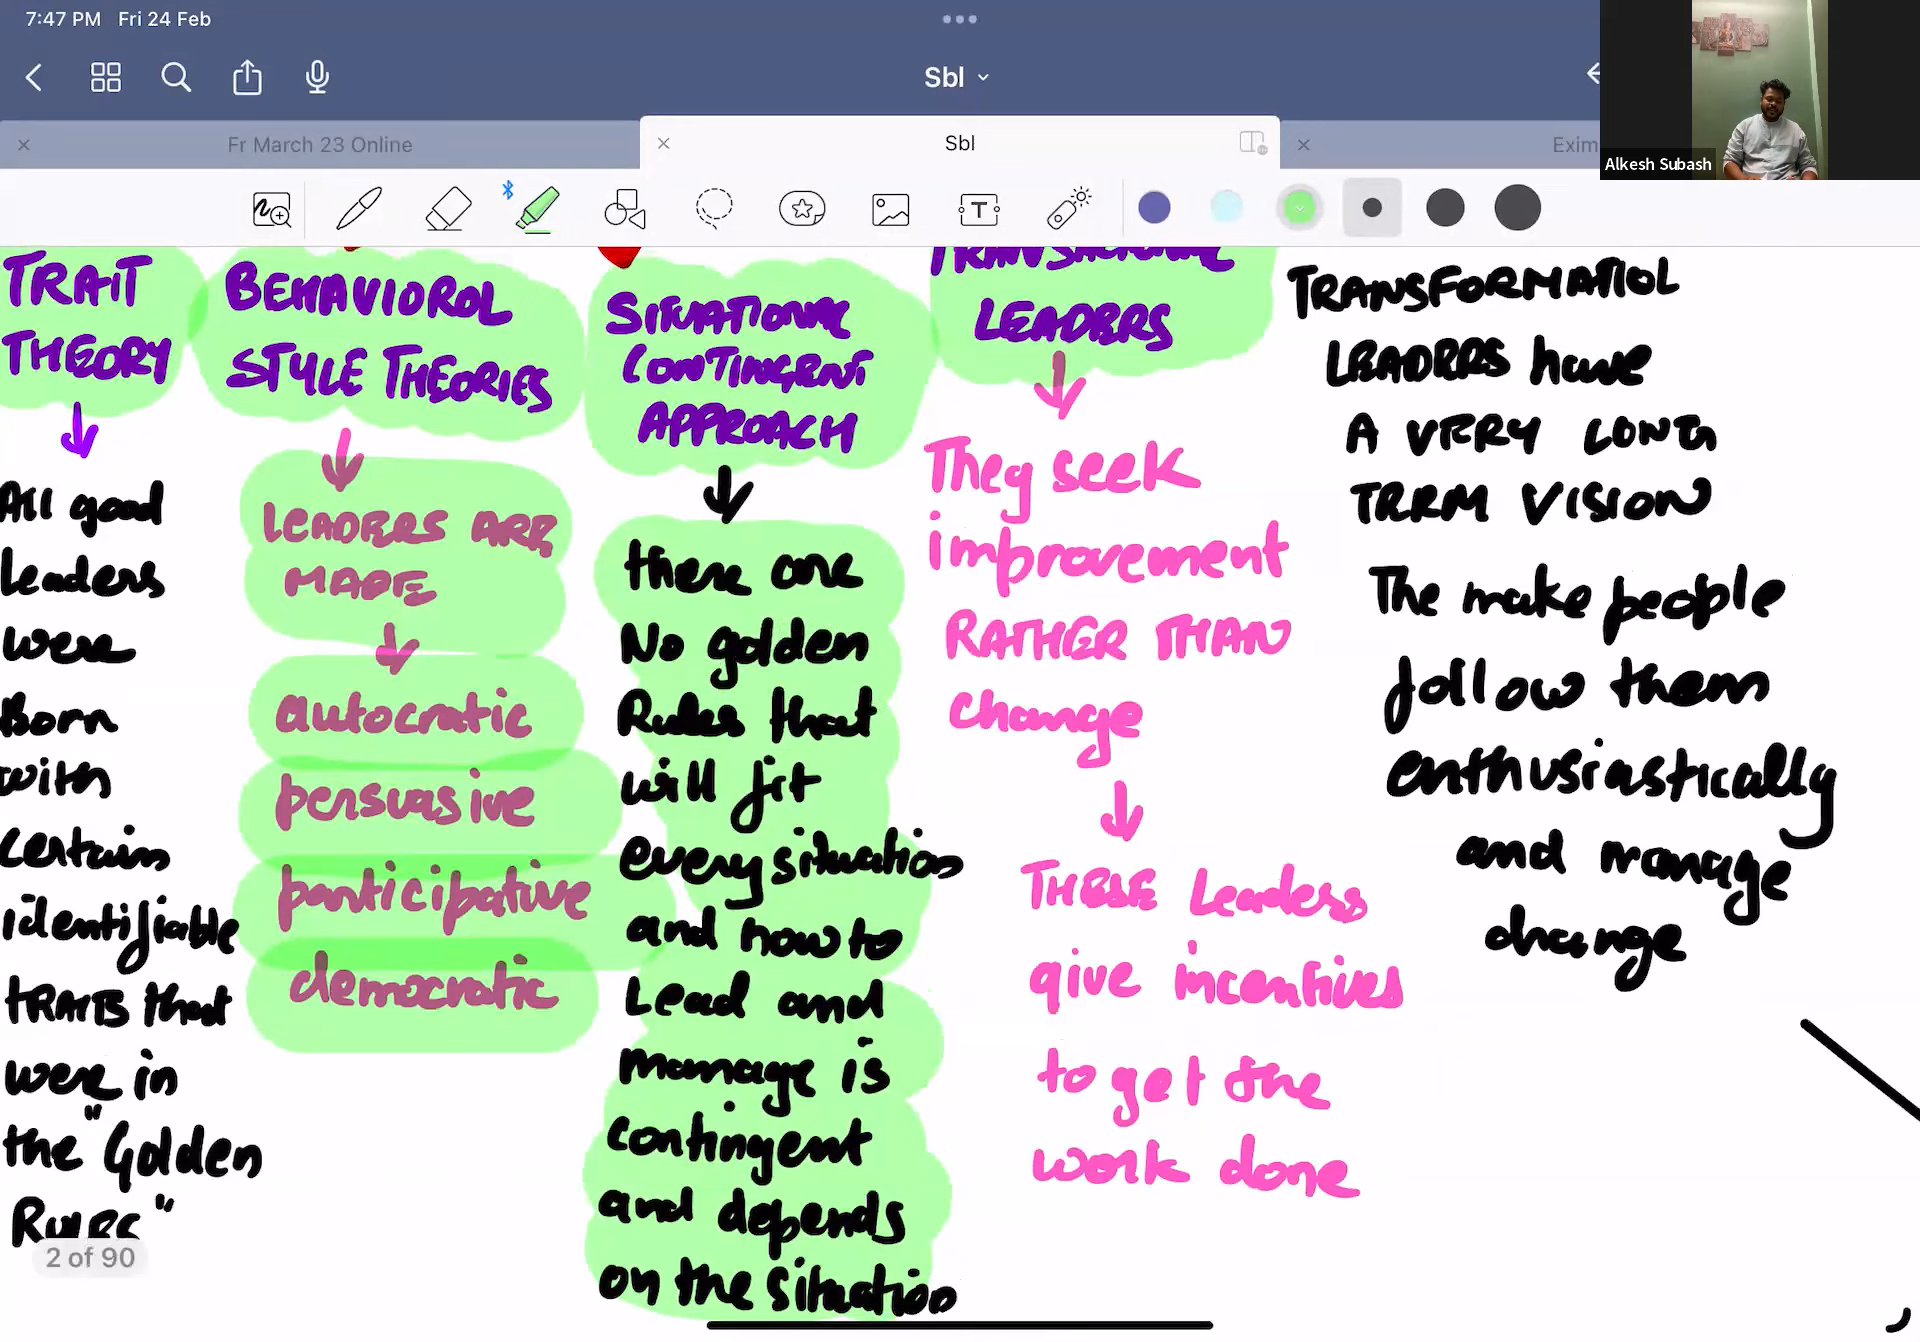 7:47 PM Fri 24 Feb
Sbl
Fr March 23 Online
Sbl
Exim
Alkesh Subash
TRAIT
THEORY
All good
leaders
were
Born
with
certain
identifiable
TRAITS that
were in
the "Golden
RULES"
BEHAVIOROL
STYLE THEORIES
LEADERS ARE
MADE
autocratic
persuasive
participative
democratic
SITUATIONAL
CONTINGENT
APPROACH
there are
No golden
Rules that
will fit
every situation
and how to
Lead and
manage is
contingent
and depends
on the situation
LEADERS
They seek
improvement
RATHER THAN
change
THESE Leaders
give incentives
to get the
work done
TRANSFORMATIOL
LEADERS have
A VERY LONG
TERM VISION
The make people
follow them
enthusiastically
and manage
change
2 of 90